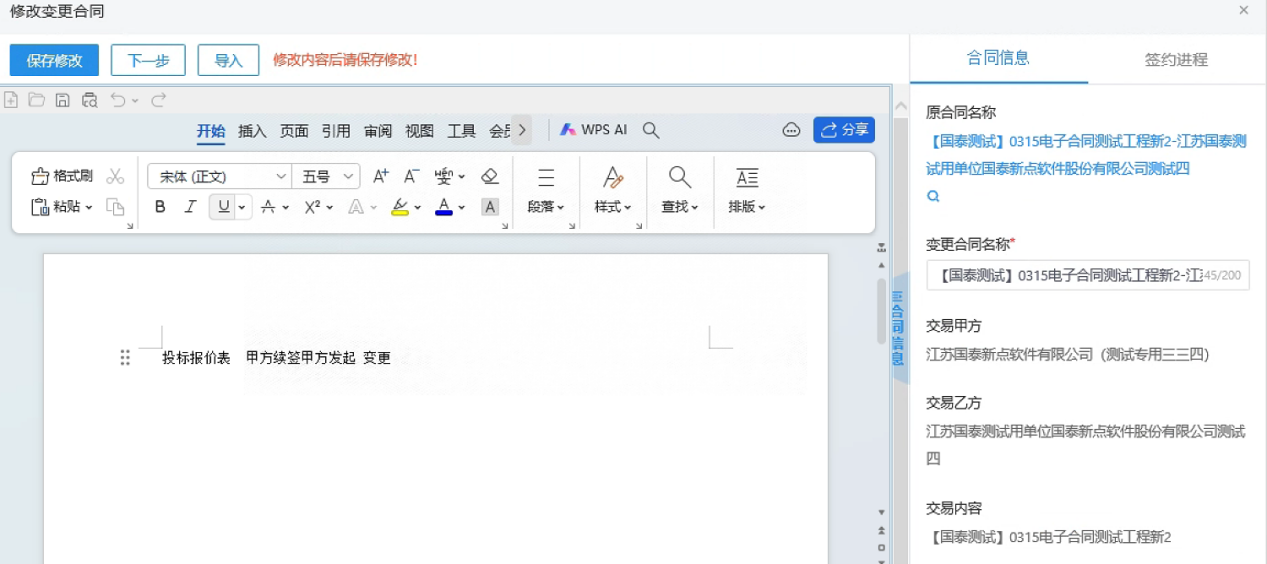 修改变更合同
保存修改 下一步 导入 修改内容后请保存修改!
合同信息 签约进程
开始 插入 页面 引用 审阅 视图 工具 会员 WPS AI 分享
格式刷 宋体 (正文) 五号 A+ A-
粘贴 B I U A X² A A A 段落 样式 查找 排版
投标报价表 甲方续签甲方发起 变更
合同信息
原合同名称
【国泰测试】0315电子合同测试工程新2-江苏国泰测
试用单位国泰新点软件股份有限公司测试四
变更合同名称*
【国泰测试】0315电子合同测试工程新2-江 45/200
交易甲方
江苏国泰新点软件有限公司（测试专用三三四）
交易乙方
江苏国泰测试用单位国泰新点软件股份有限公司测试
四
交易内容
【国泰测试】0315电子合同测试工程新2